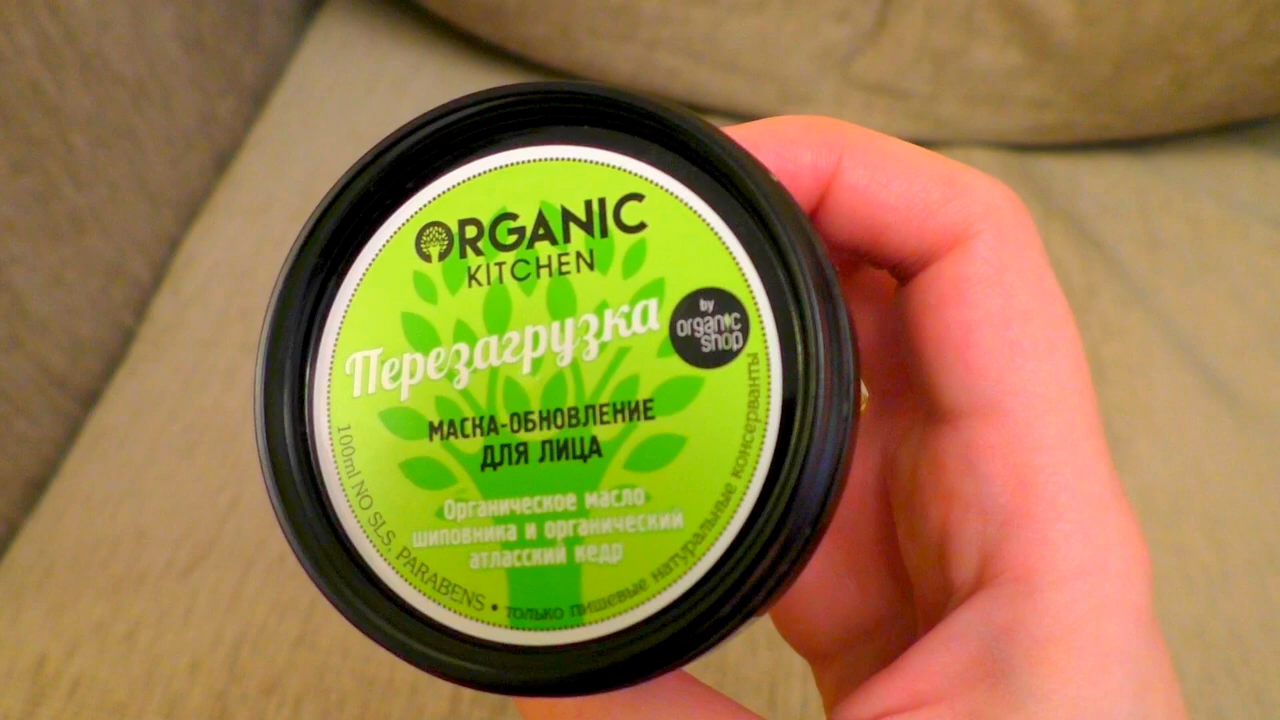 ORGANIC
KITCHEN
Перезагрузка
by
organic
shop
МАСКА-ОБНОВЛЕНИЕ
ДЛЯ ЛИЦА
Органическое масло
шиповника и органический
атласский кедр
100ml NO SLS, PARABENS • только пищевые натуральные консерванты